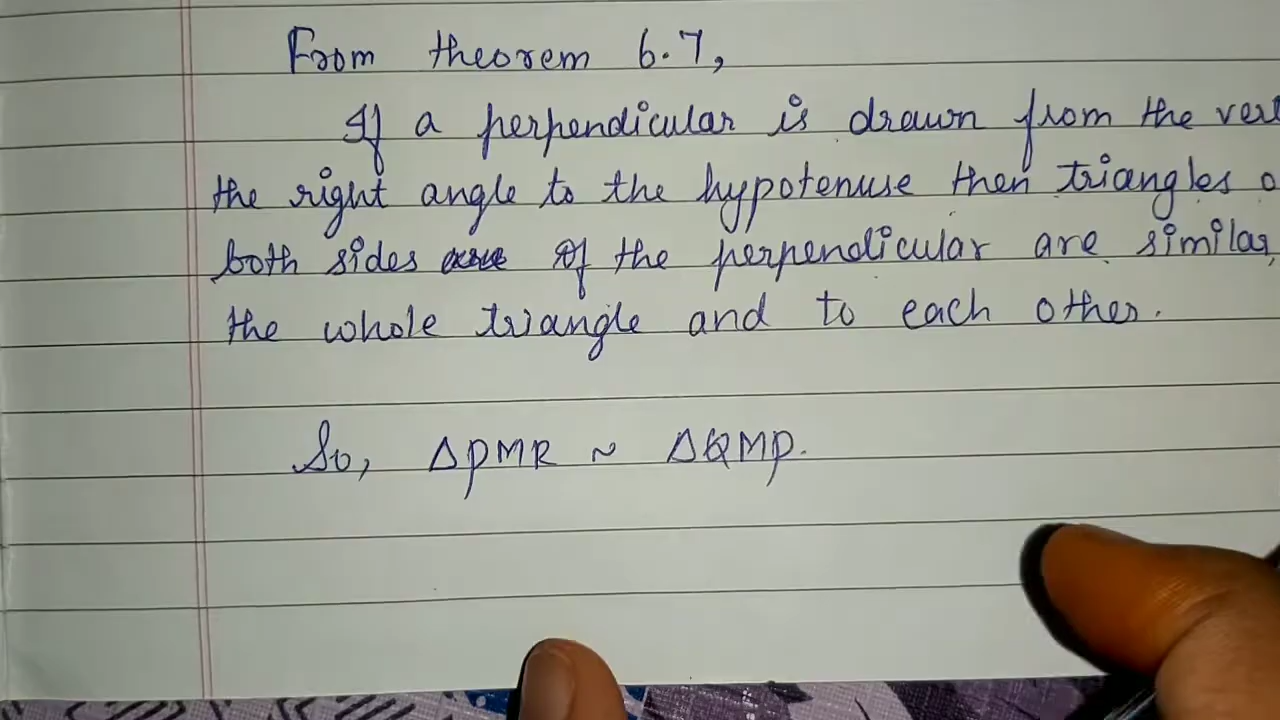 From theorem 6.7,
If a perpendicular is drawn from the
the right angle to the hypotenuse then triangles
both sides of the perpendicular are similar
the whole triangle and to each other.
So, ΔPMR ~ ΔQMP.